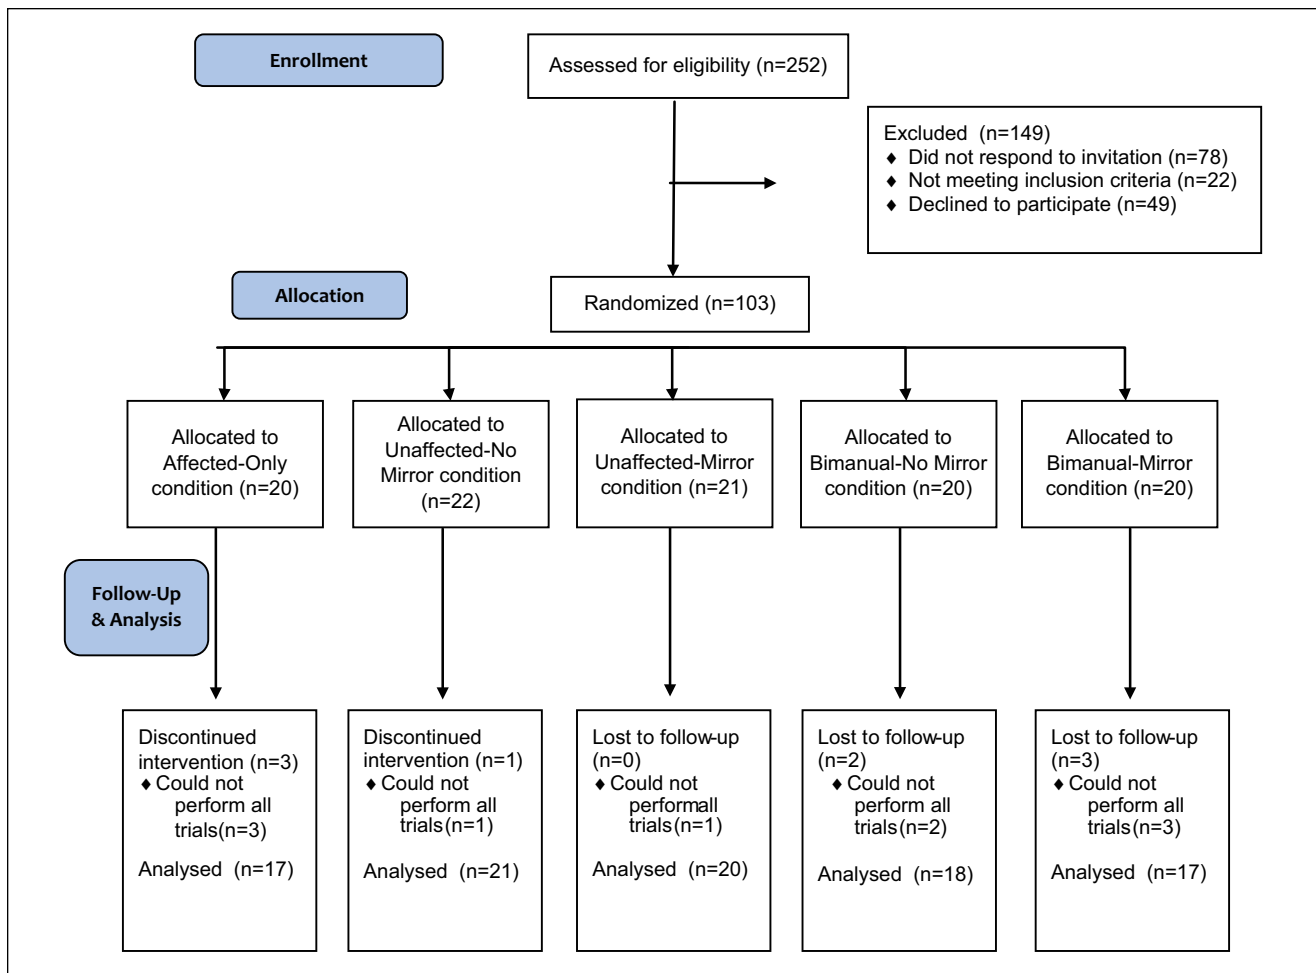 Enrollment
Assessed for eligibility (n=252)
Excluded (n=149)
♦ Did not respond to invitation (n=78)
♦ Not meeting inclusion criteria (n=22)
♦ Declined to participate (n=49)
Allocation
Randomized (n=103)
Allocated to
Affected-Only
condition (n=20)
Allocated to
Unaffected-No
Mirror condition
(n=22)
Allocated to
Unaffected-Mirror
condition (n=21)
Allocated to
Bimanual-No Mirror
condition (n=20)
Allocated to
Bimanual-Mirror
condition (n=20)
Follow-Up
& Analysis
Discontinued
intervention (n=3)
♦ Could not
perform all
trials(n=3)
Analysed (n=17)
Discontinued
intervention (n=1)
♦ Could not
perform all
trials(n=1)
Analysed (n=21)
Lost to follow-up
(n=0)
♦ Could not
performall
trials(n=1)
Analysed (n=20)
Lost to follow-up
(n=2)
♦ Could not
perform all
trials(n=2)
Analysed (n=18)
Lost to follow-up
(n=3)
♦ Could not
perform all
trials(n=3)
Analysed (n=17)